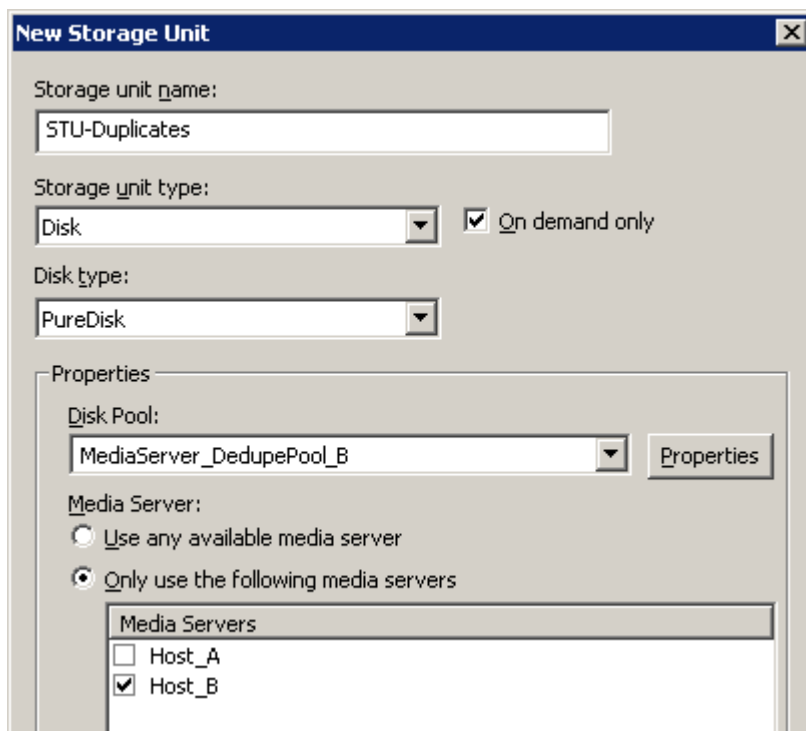 New Storage Unit
Storage unit name:
STU-Duplicates
Storage unit type:
Disk On demand only
Disk type:
PureDisk
Properties
Disk Pool:
MediaServer_DedupePool_B Properties
Media Server:
Use any available media server
Only use the following media servers
Media Servers
Host_A
Host_B